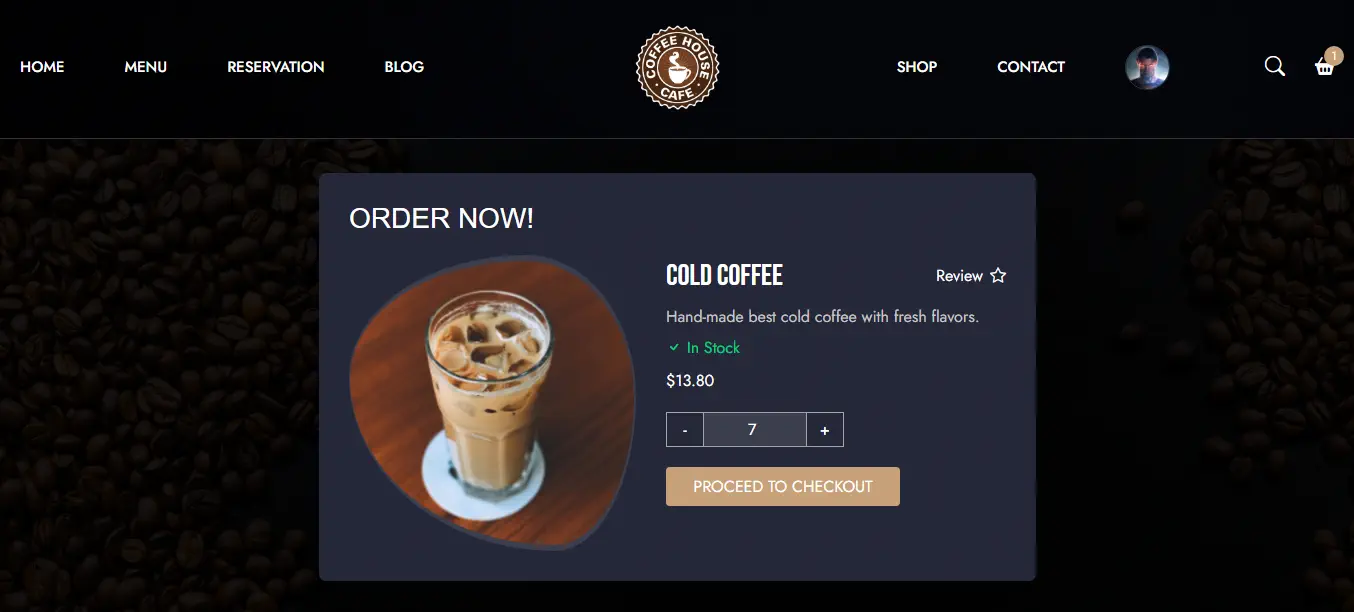 HOME MENU RESERVATION BLOG COFFEE HOUSE CAFE SHOP CONTACT 1
ORDER NOW!
COLD COFFEE Review
Hand-made best cold coffee with fresh flavors.
In Stock
$13.80
- 7 +
PROCEED TO CHECKOUT